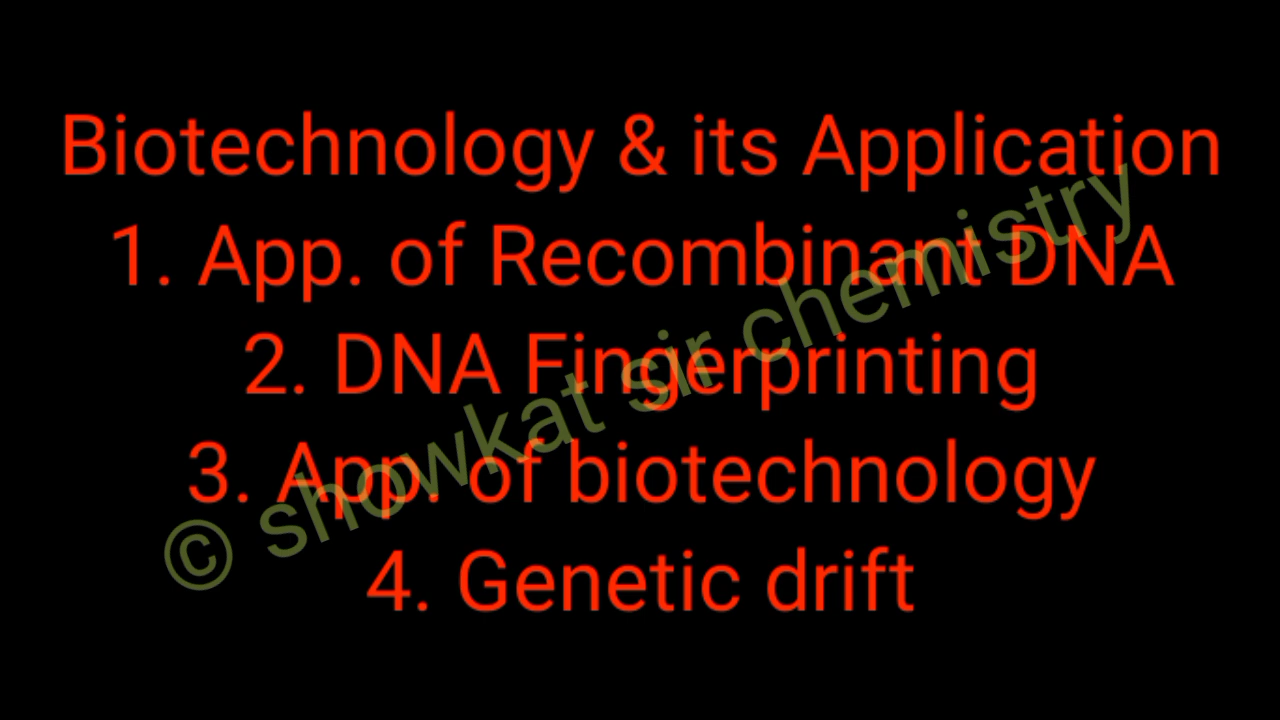 Biotechnology & its Application
1. App. of Recombinant DNA
2. DNA Fingerprinting
3. App. of biotechnology
4. Genetic drift
© showkat sir chemistry